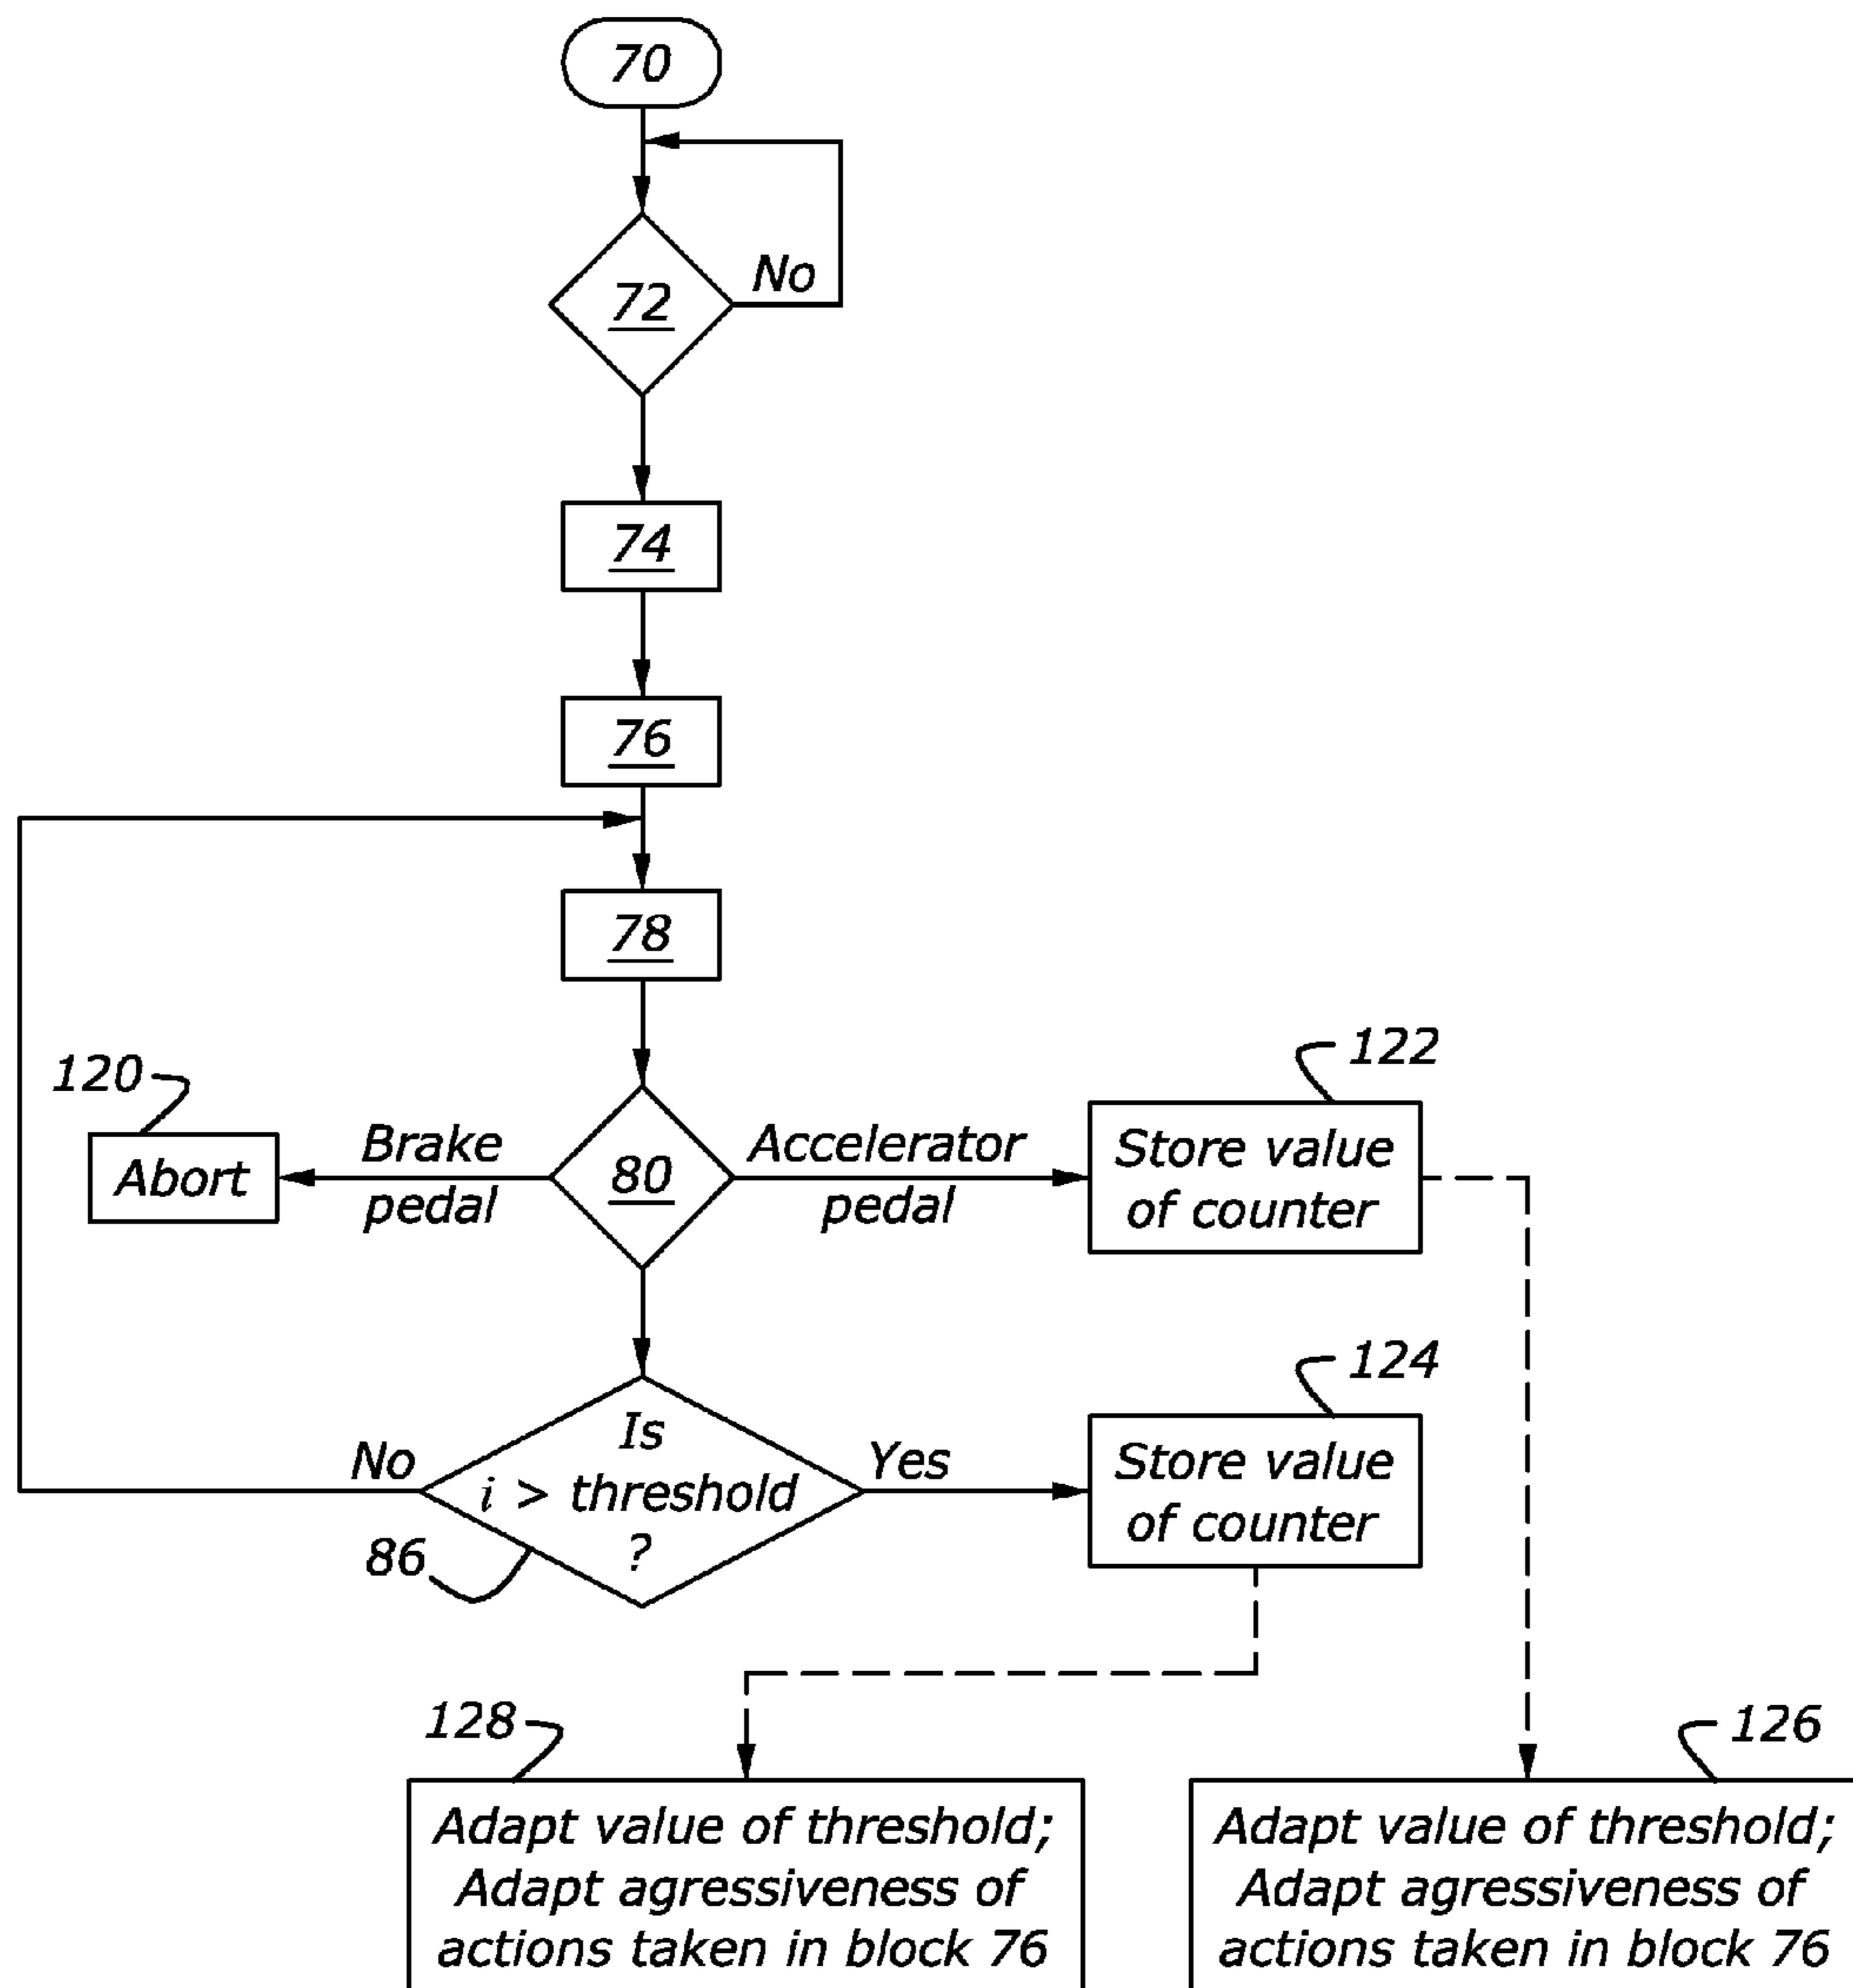 70
No
72
74
76
78
120
122
Brake
pedal
Abort
80
Accelerator
pedal
Store value
of counter
124
No
Is
i > threshold
?
Yes
Store value
of counter
86
128
126
Adapt value of threshold;
Adapt agressiveness of
actions taken in block 76
Adapt value of threshold;
Adapt agressiveness of
actions taken in block 76